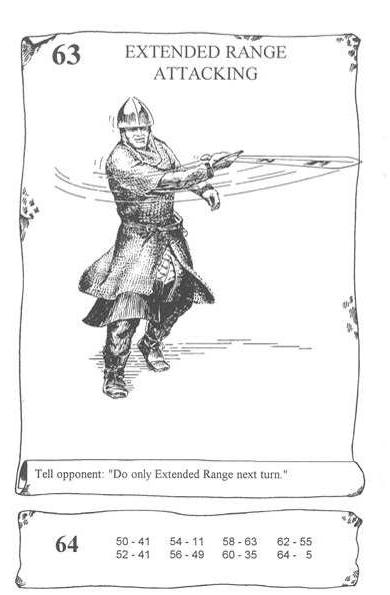 63
EXTENDED RANGE
ATTACKING
Tell opponent: "Do only Extended Range next turn."
64
50 - 41 54 - 11 58 - 63 62 - 55
52 - 41 56 - 49 60 - 35 64 - 5